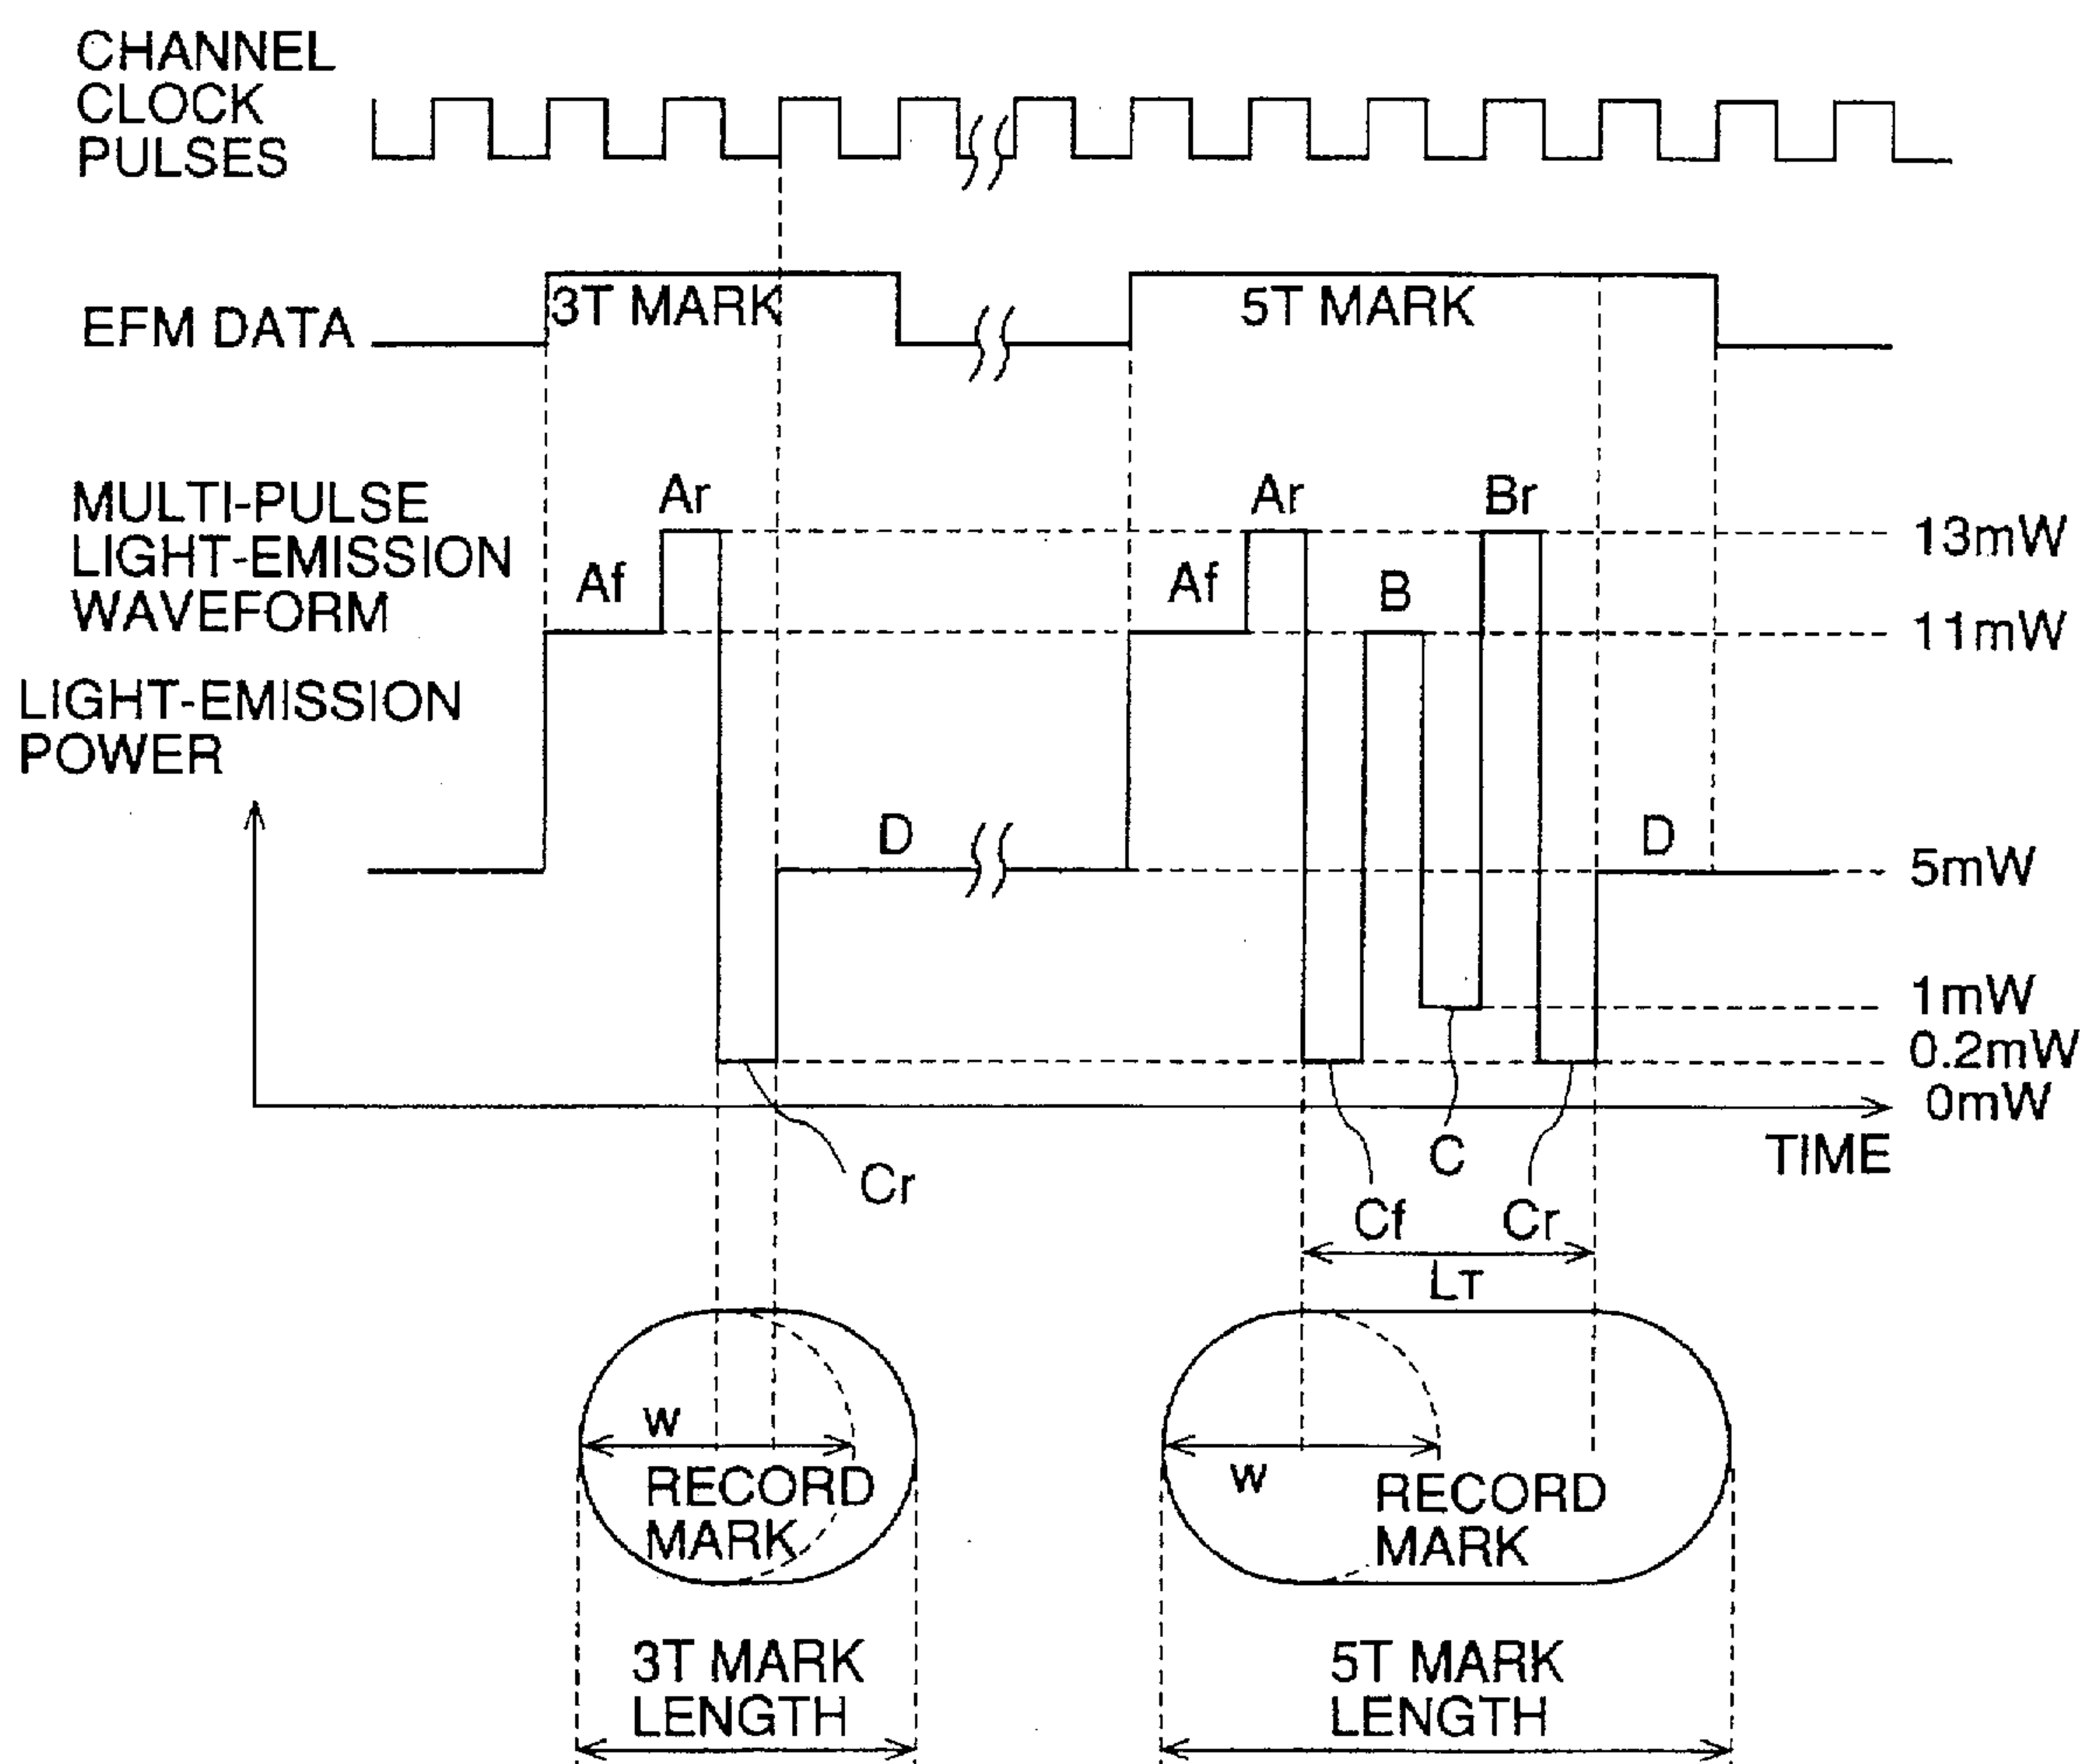 CHANNEL
CLOCK
PULSES
EFM DATA
3T MARK
5T MARK
MULTI-PULSE
LIGHT-EMISSION
WAVEFORM
Ar
Af
Ar
Af
B
Br
13mW
11mW
LIGHT-EMISSION
POWER
D
D
5mW
1mW
0.2mW
0mW
TIME
Cr
C
Cf
Cr
LT
w
RECORD
MARK
w
RECORD
MARK
3T MARK
LENGTH
5T MARK
LENGTH